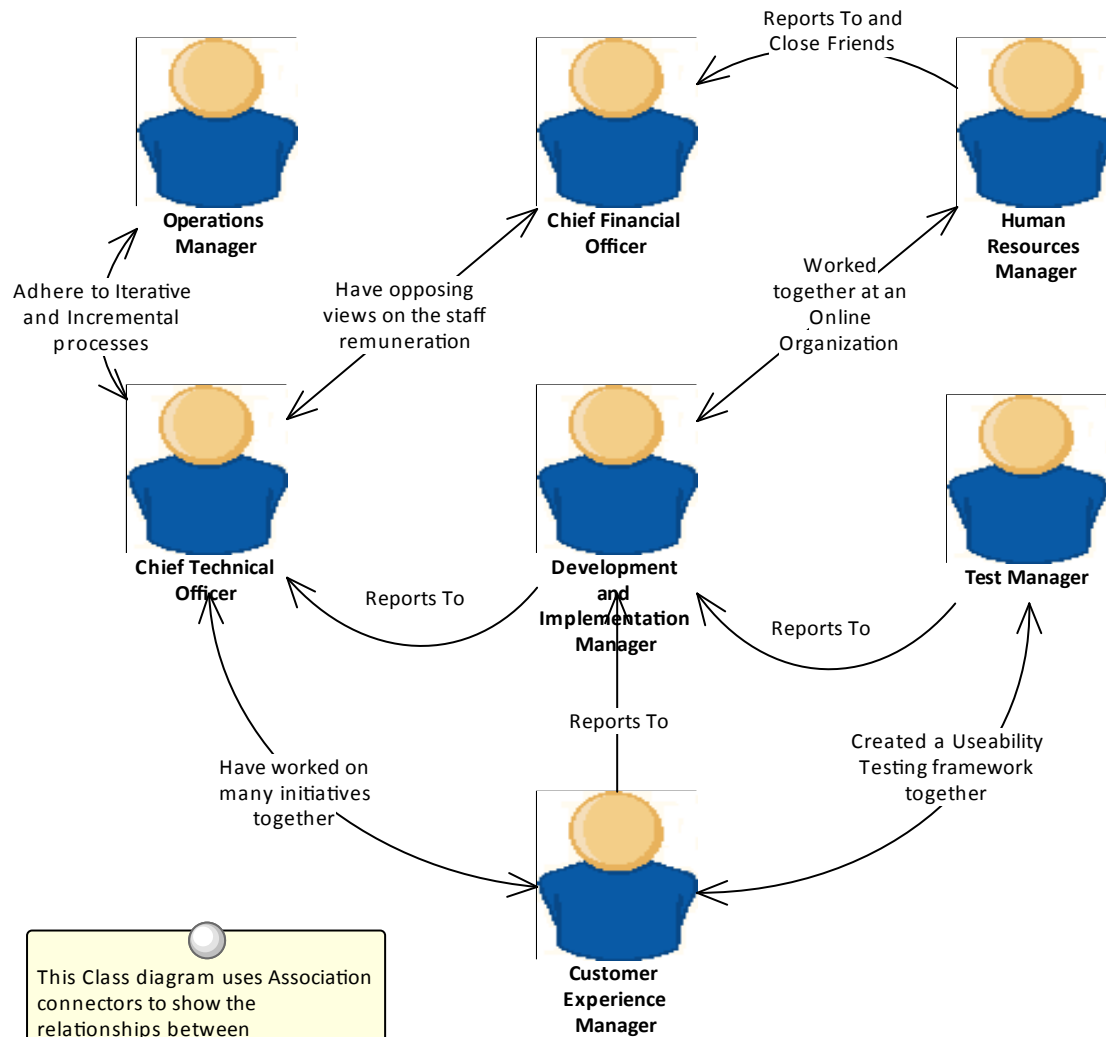 Reports To and
Close Friends
Operations
Manager
Chief Financial
Officer
Human
Resources
Manager
Adhere to Iterative
and Incremental
processes
Have opposing
views on the staff
remuneration
Worked
together at an
Online
Organization
Chief Technical
Officer
Development
and
Implementation
Manager
Test Manager
Reports To
Reports To
Reports To
Have worked on
many initiatives
together
Created a Useability
Testing framework
together
Customer
Experience
Manager
This Class diagram uses Association
connectors to show the
relationships between